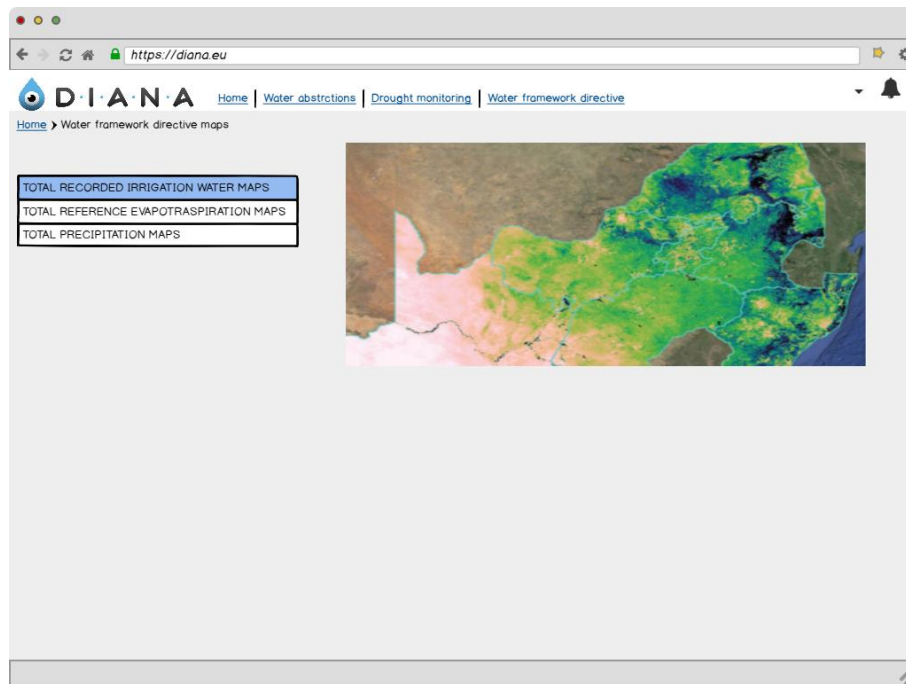 https://diana.eu
D·I·A·N·A
Home | Water abstrctions | Drought monitoring | Water framework directive
Home > Water framework directive maps
TOTAL RECORDED IRRIGATION WATER MAPS
TOTAL REFERENCE EVAPOTRASPIRATION MAPS
TOTAL PRECIPITATION MAPS